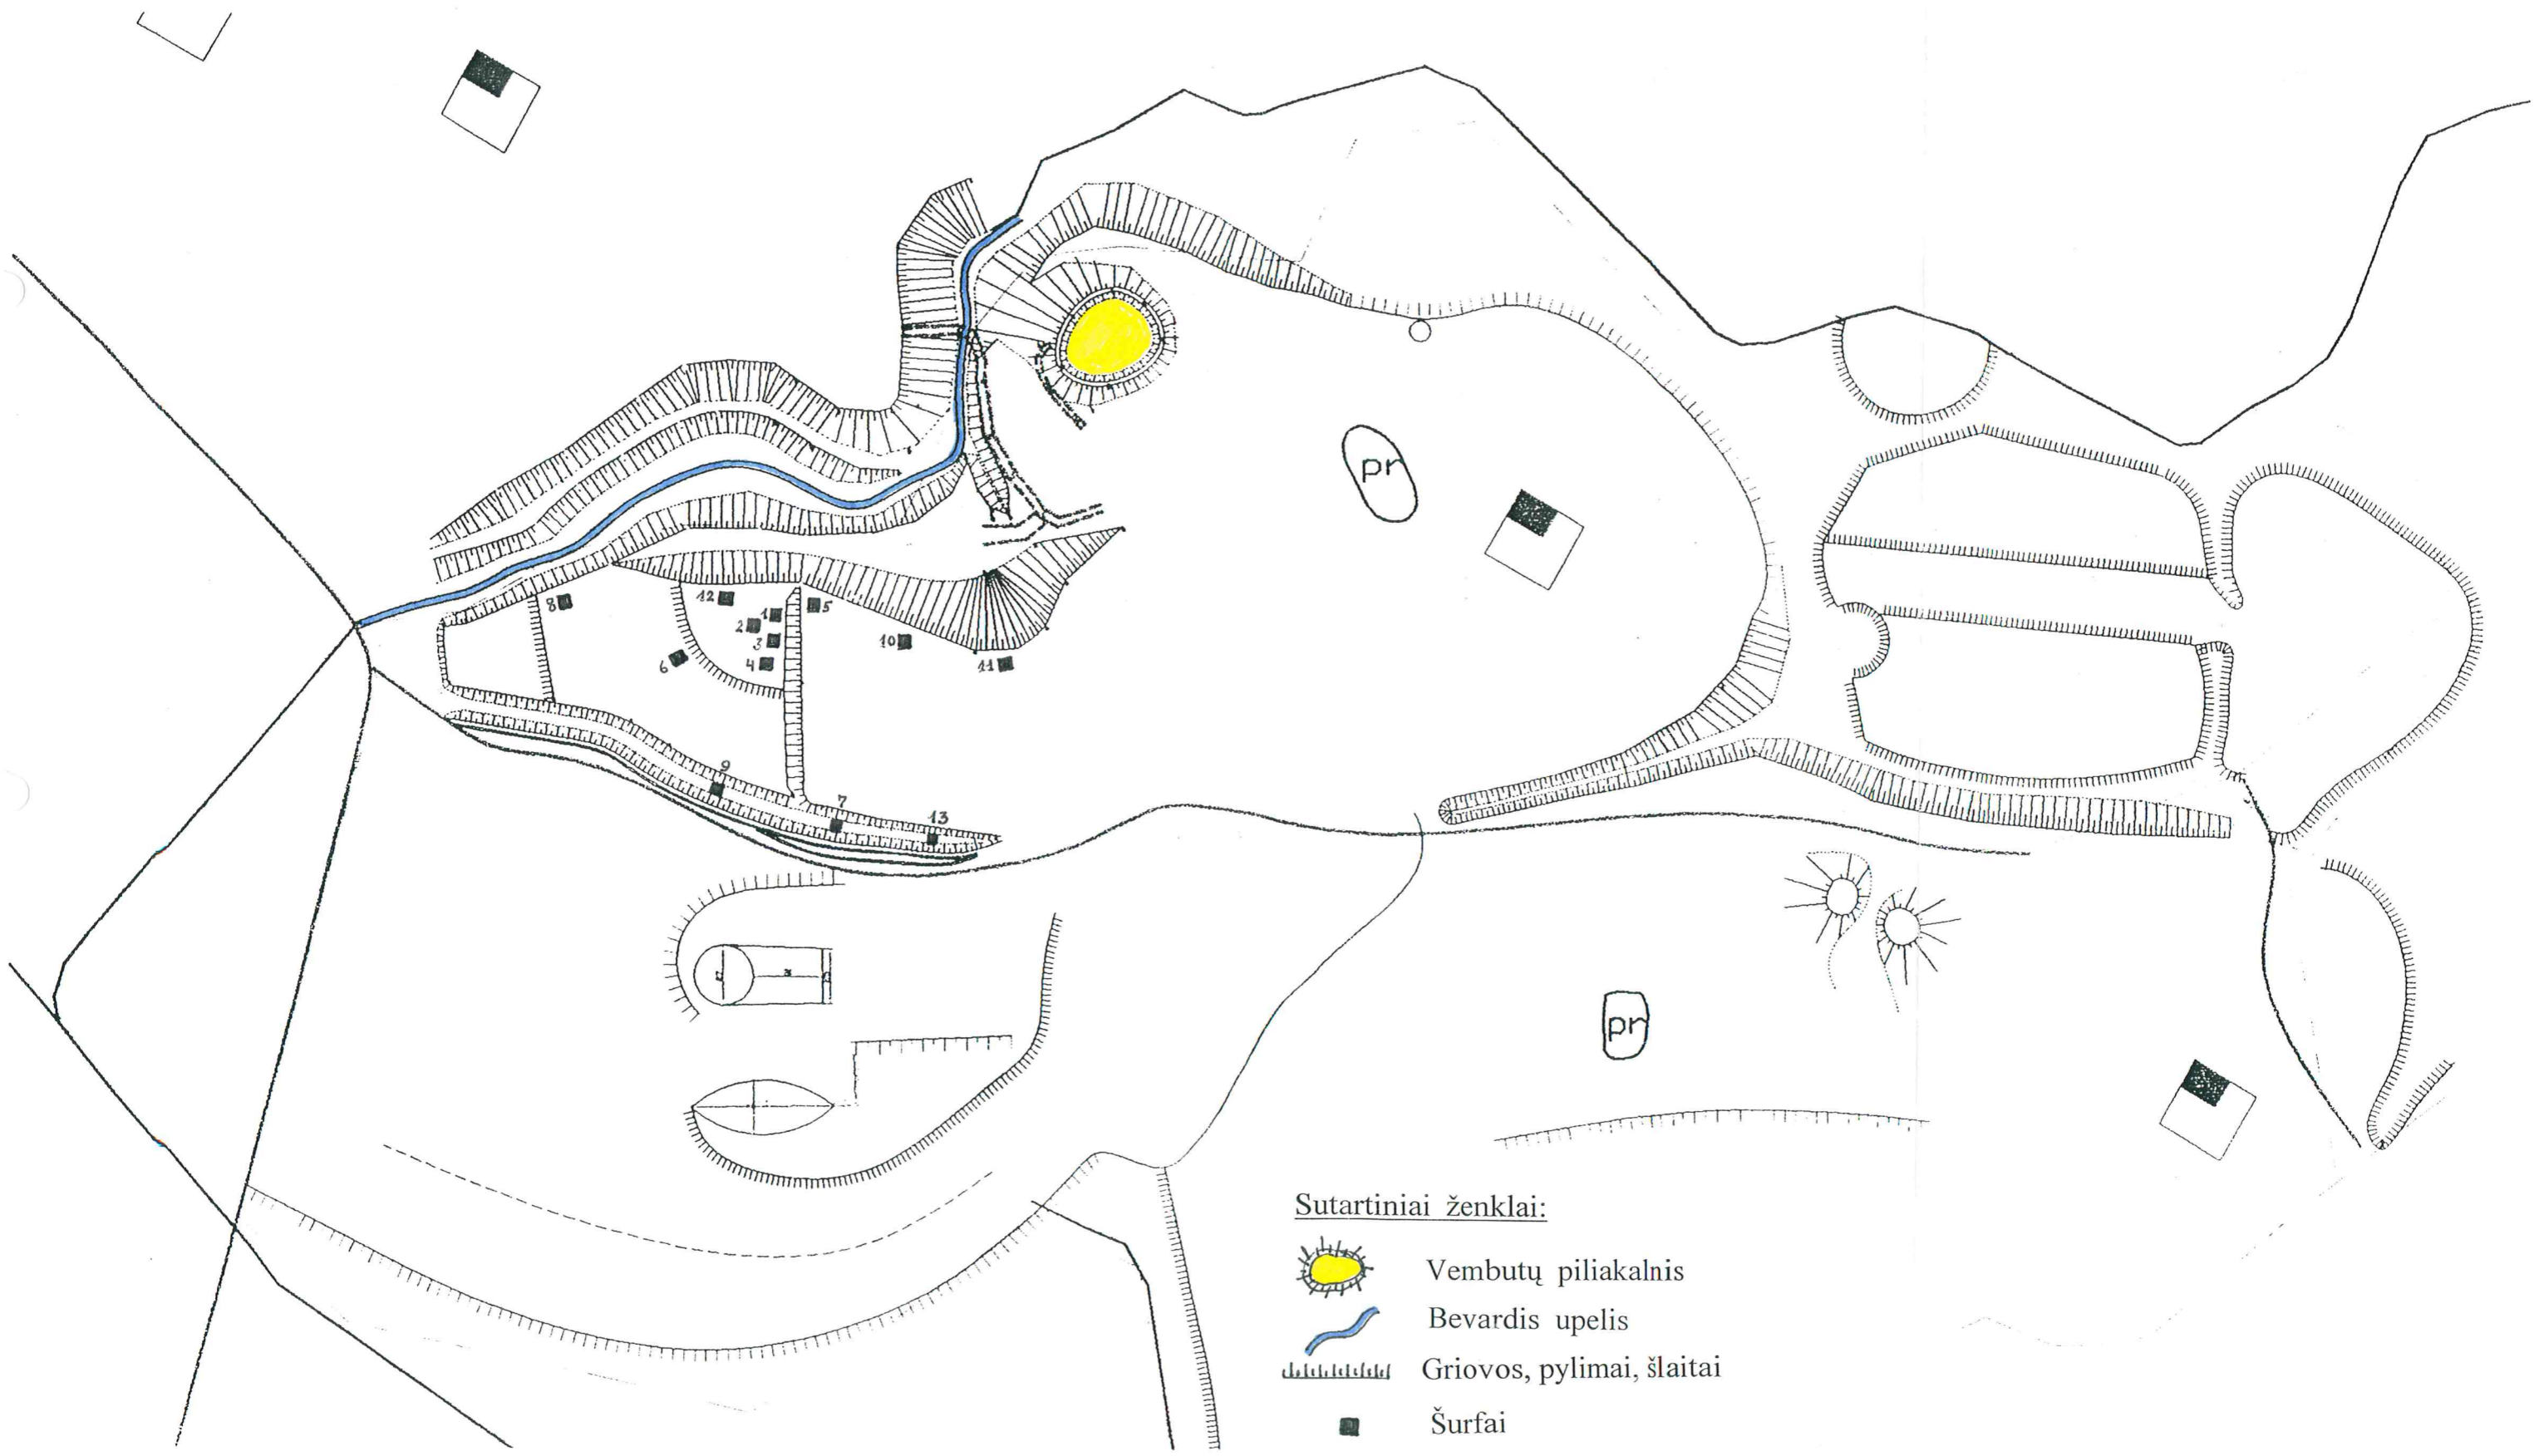 pr
8
12
1
5
2
3
10
4
6
11
9
7
13
pr
Sutartiniai ženklai:
Vembutų piliakalnis
Bevardis upelis
Griovos, pylimai, šlaitai
Šurfai